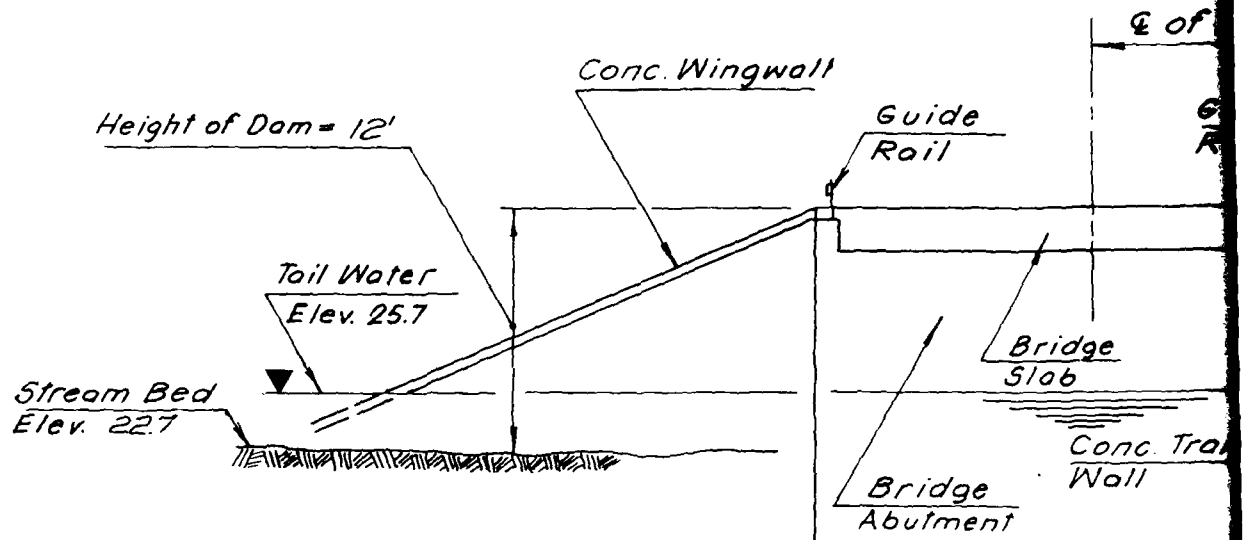 ℄ of
Conc. Wingwall
Height of Dam = 12'
Guide
Rail
Tail Water
Elev. 25.7
Bridge
Slab
Stream Bed
Elev. 22.7
Conc.
Wall
Bridge
Abutment